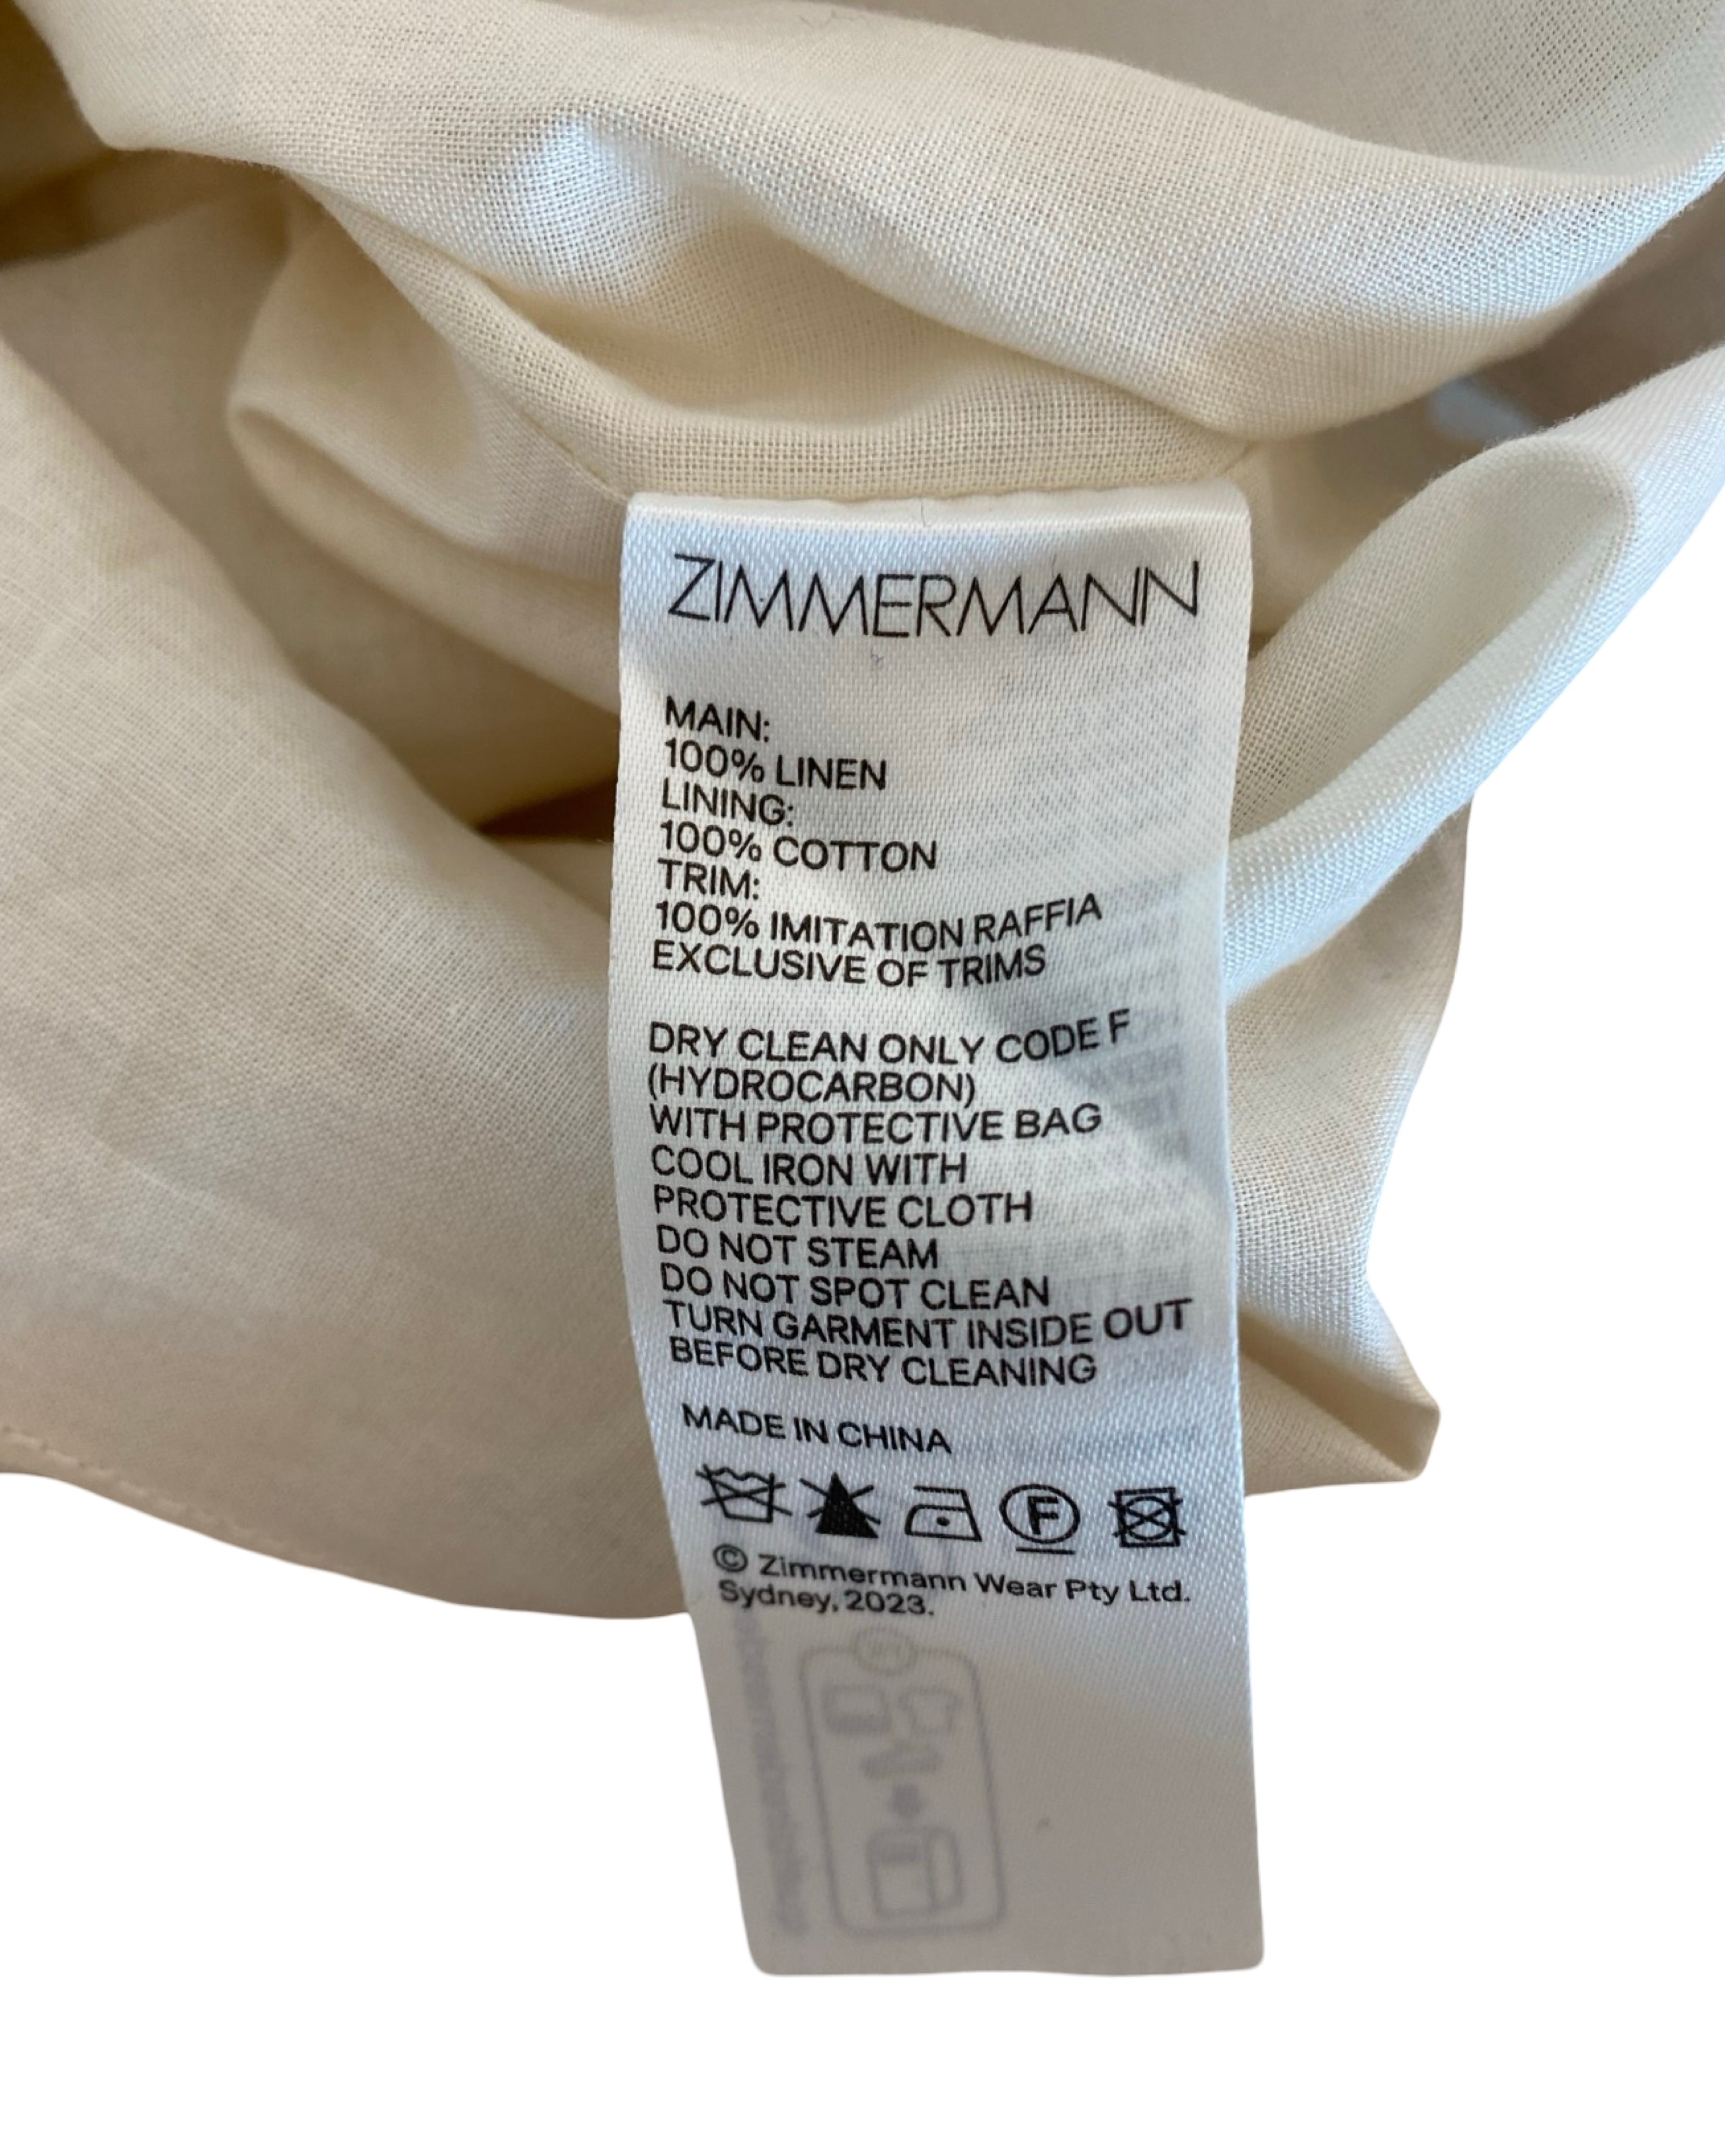 ZIMMERMANN
MAIN:
100% LINEN
LINING:
100% COTTON
TRIM:
100% IMITATION RAFFIA
EXCLUSIVE OF TRIMS
DRY CLEAN ONLY CODE F
(HYDROCARBON)
WITH PROTECTIVE BAG
COOL IRON WITH
PROTECTIVE CLOTH
DO NOT STEAM
DO NOT SPOT CLEAN
TURN GARMENT INSIDE OUT
BEFORE DRY CLEANING
MADE IN CHINA
F
© Zimmermann Wear Pty Ltd.
Sydney, 2023.